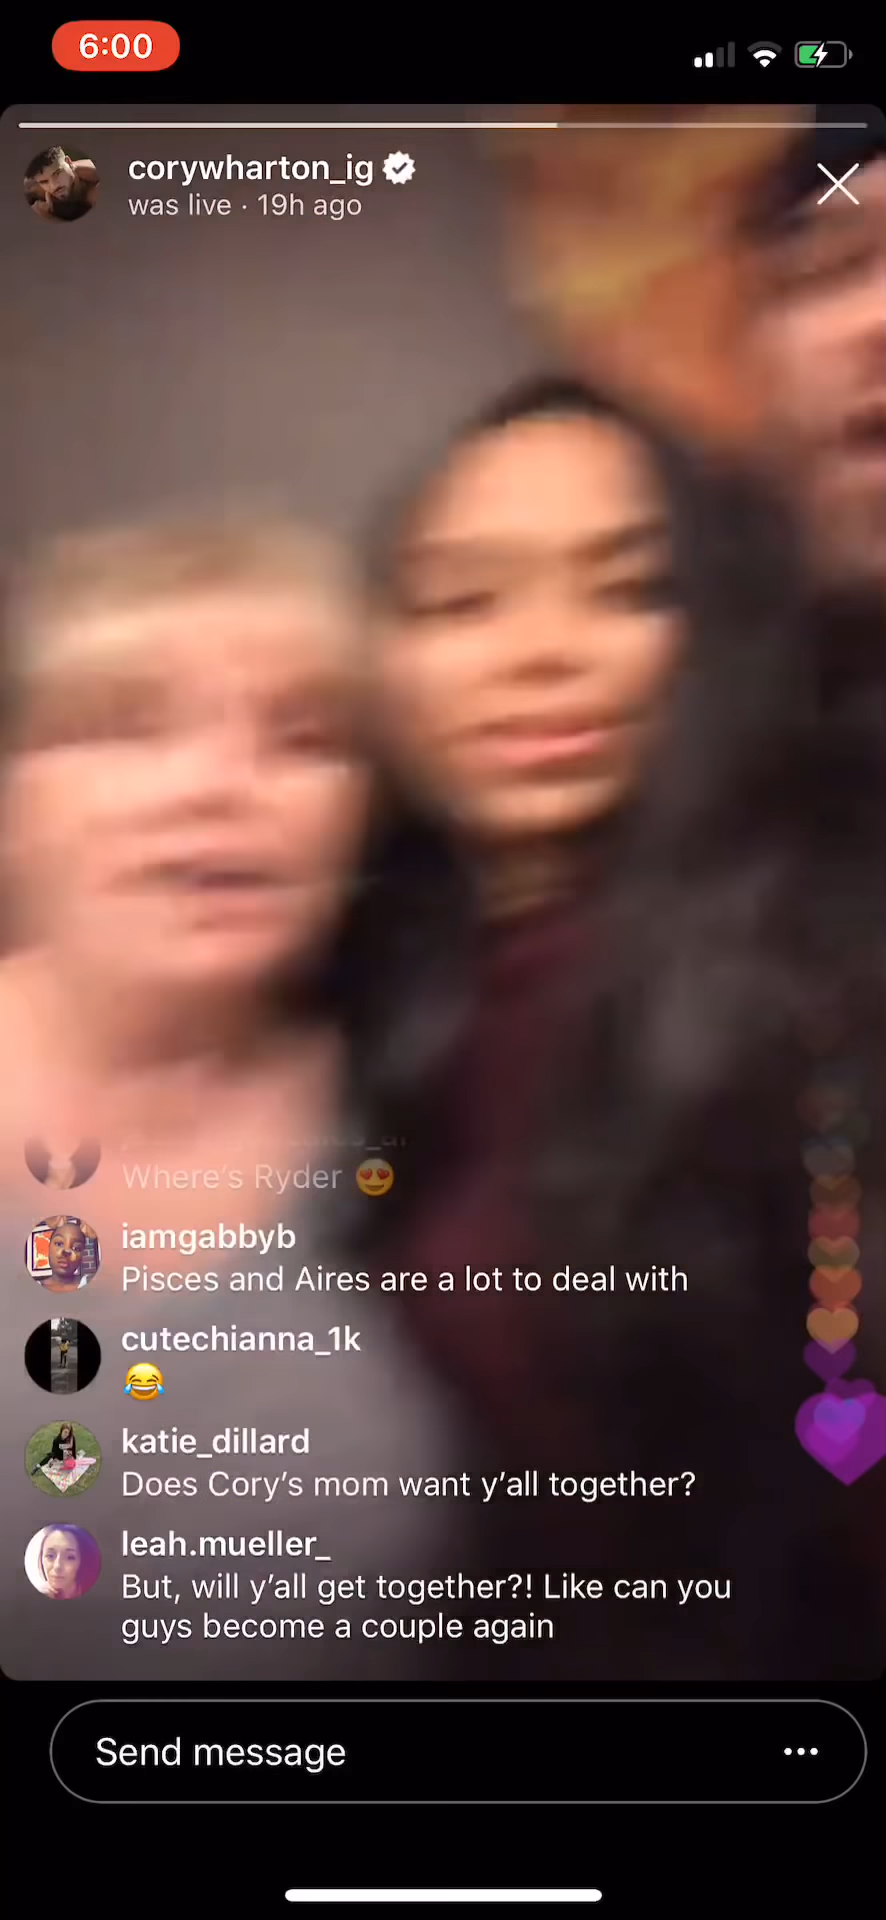 6:00
corywharton_ig
was live · 19h ago
Where's Ryder 😍
iamgabbyb
Pisces and Aires are a lot to deal with
cutechianna_1k
😂
katie_dillard
Does Cory's mom want y'all together?
leah.mueller_
But, will y'all get together?! Like can you
guys become a couple again
Send message